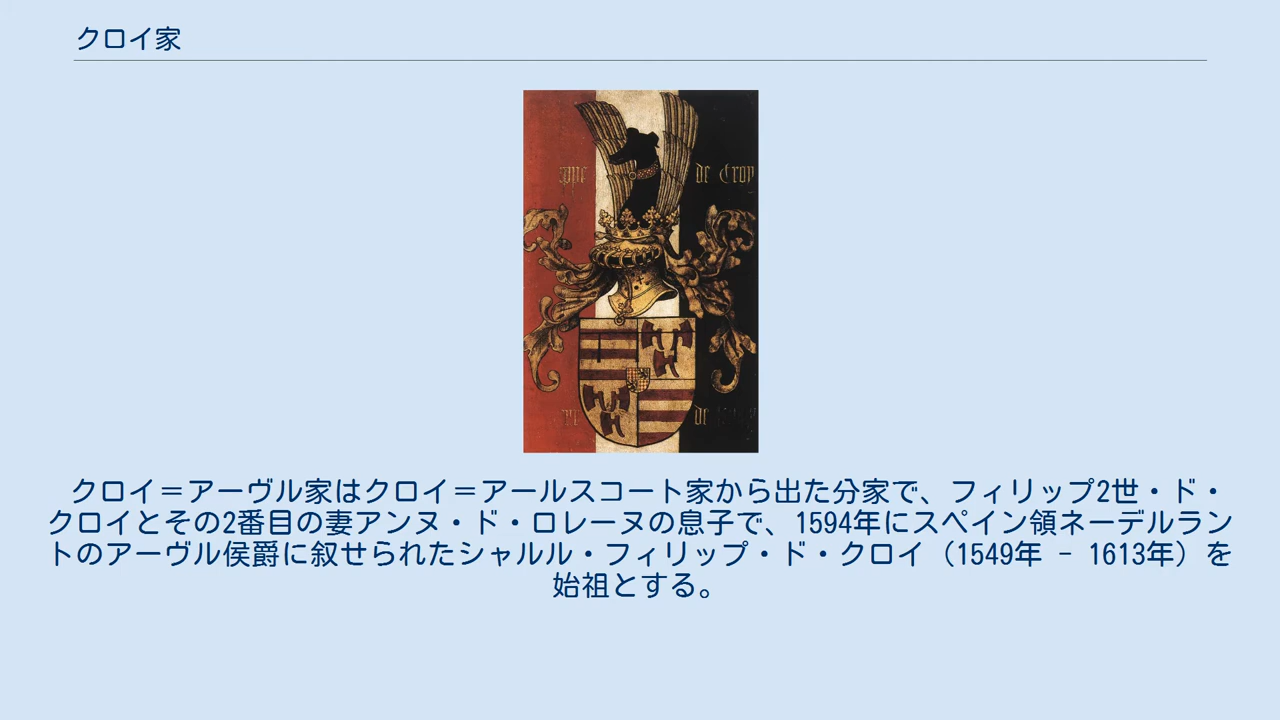 クロイ家
ppe de Croy
pe de
クロイ＝アーヴル家はクロイ＝アールスコート家から出た分家で、フィリップ2世・ド・
クロイとその2番目の妻アンヌ・ド・ロレーヌの息子で、1594年にスペイン領ネーデルラン
トのアーヴル侯爵に叙せられたシャルル・フィリップ・ド・クロイ（1549年 － 1613年）を
始祖とする。